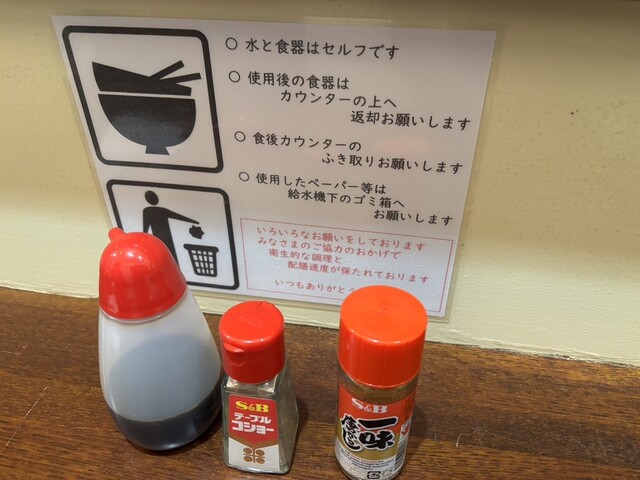 ○ 水と食器はセルフです
○ 使用後の食器は
カウンターの上へ
返却お願いします
○ 食後カウンターの
ふき取りお願いします
○ 使用したペーパー等は
給水機下のゴミ箱へ
お願いします
いろいろなお願いをしております
みなさまのご協力のおかげで
衛生的な調理と
配膳速度が保たれております
いつもありがとう
S&B
テーブル
コショー
S&B
一味
唐がらし